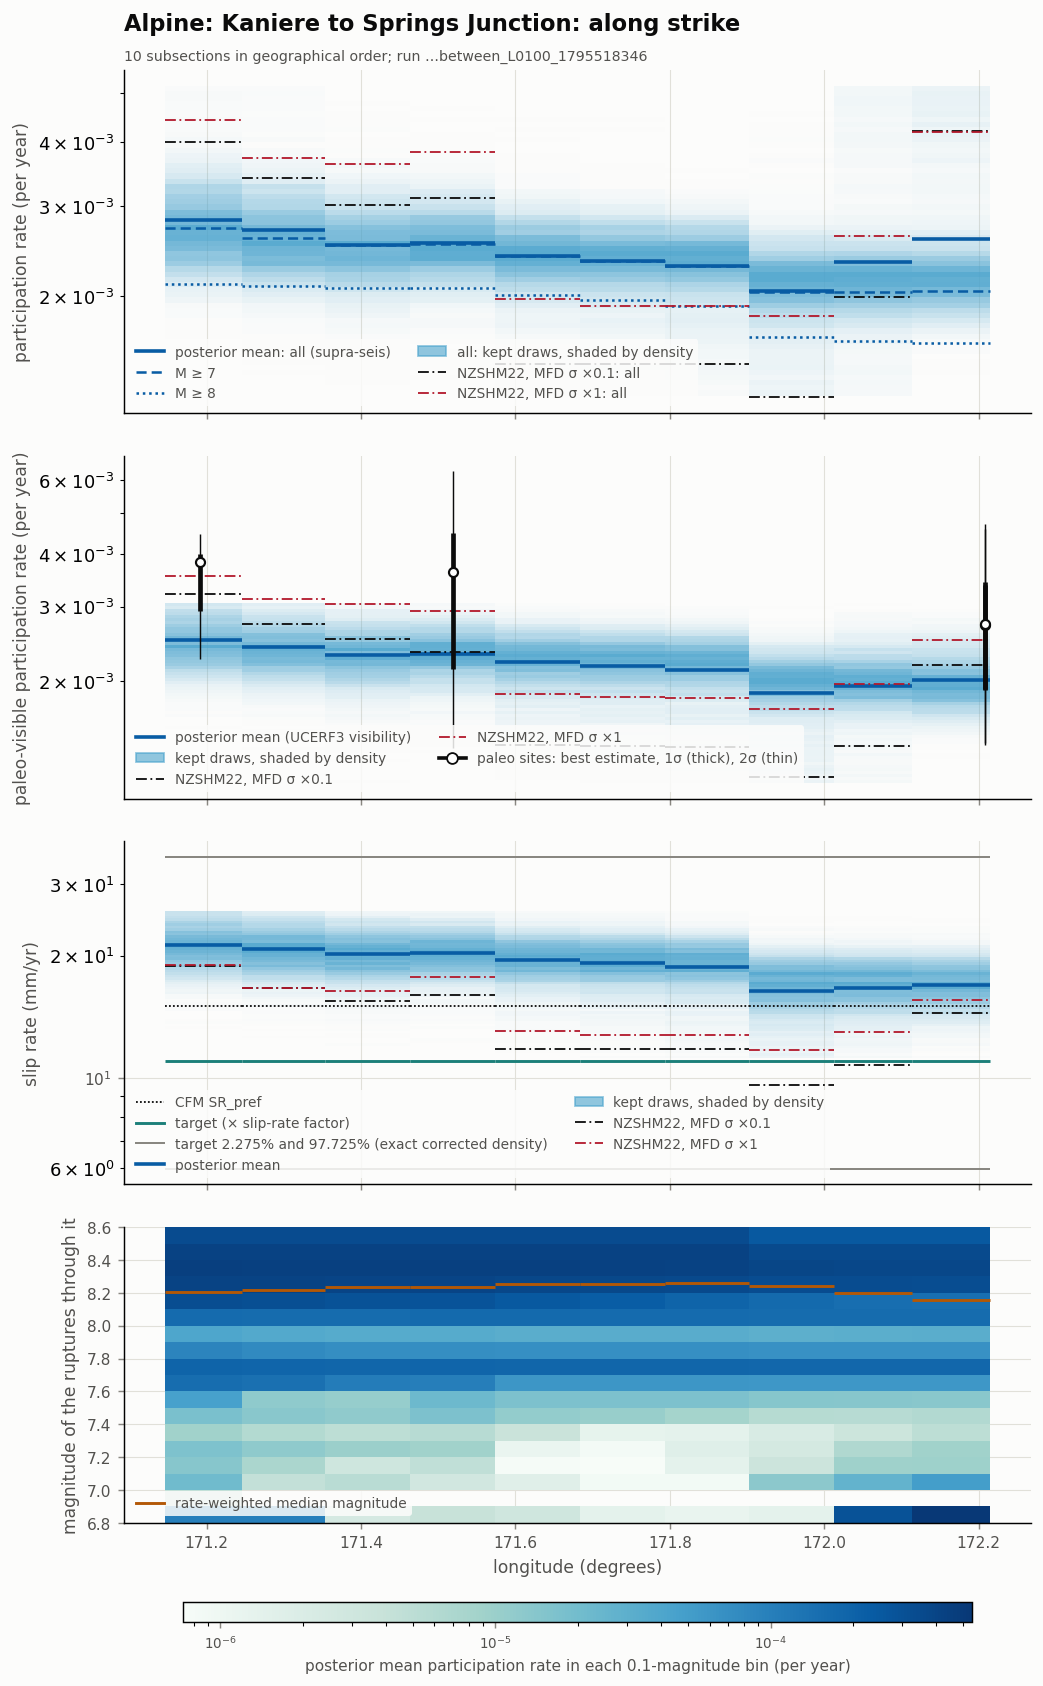 Alpine: Kaniere to Springs Junction: along strike
10 subsections in geographical order; run ...between_L0100_1795518346
participation rate (per year)
4 × 10⁻³
3 × 10⁻³
2 × 10⁻³
posterior mean: all (supra-seis)
M ≥ 7
M ≥ 8
all: kept draws, shaded by density
NZSHM22, MFD σ ×0.1: all
NZSHM22, MFD σ ×1: all
paleo-visible participation rate (per year)
6 × 10⁻³
4 × 10⁻³
3 × 10⁻³
2 × 10⁻³
posterior mean (UCERF3 visibility)
kept draws, shaded by density
NZSHM22, MFD σ ×0.1
NZSHM22, MFD σ ×1
paleo sites: best estimate, 1σ (thick), 2σ (thin)
slip rate (mm/yr)
3 × 10¹
2 × 10¹
10¹
6 × 10⁰
CFM SR_pref
target (× slip-rate factor)
target 2.275% and 97.725% (exact corrected density)
posterior mean
kept draws, shaded by density
NZSHM22, MFD σ ×0.1
NZSHM22, MFD σ ×1
magnitude of the ruptures through it
8.6
8.4
8.2
8.0
7.8
7.6
7.4
7.2
7.0
6.8
rate-weighted median magnitude
171.2 171.4 171.6 171.8 172.0 172.2
longitude (degrees)
10⁻⁶ 10⁻⁵ 10⁻⁴
posterior mean participation rate in each 0.1-magnitude bin (per year)